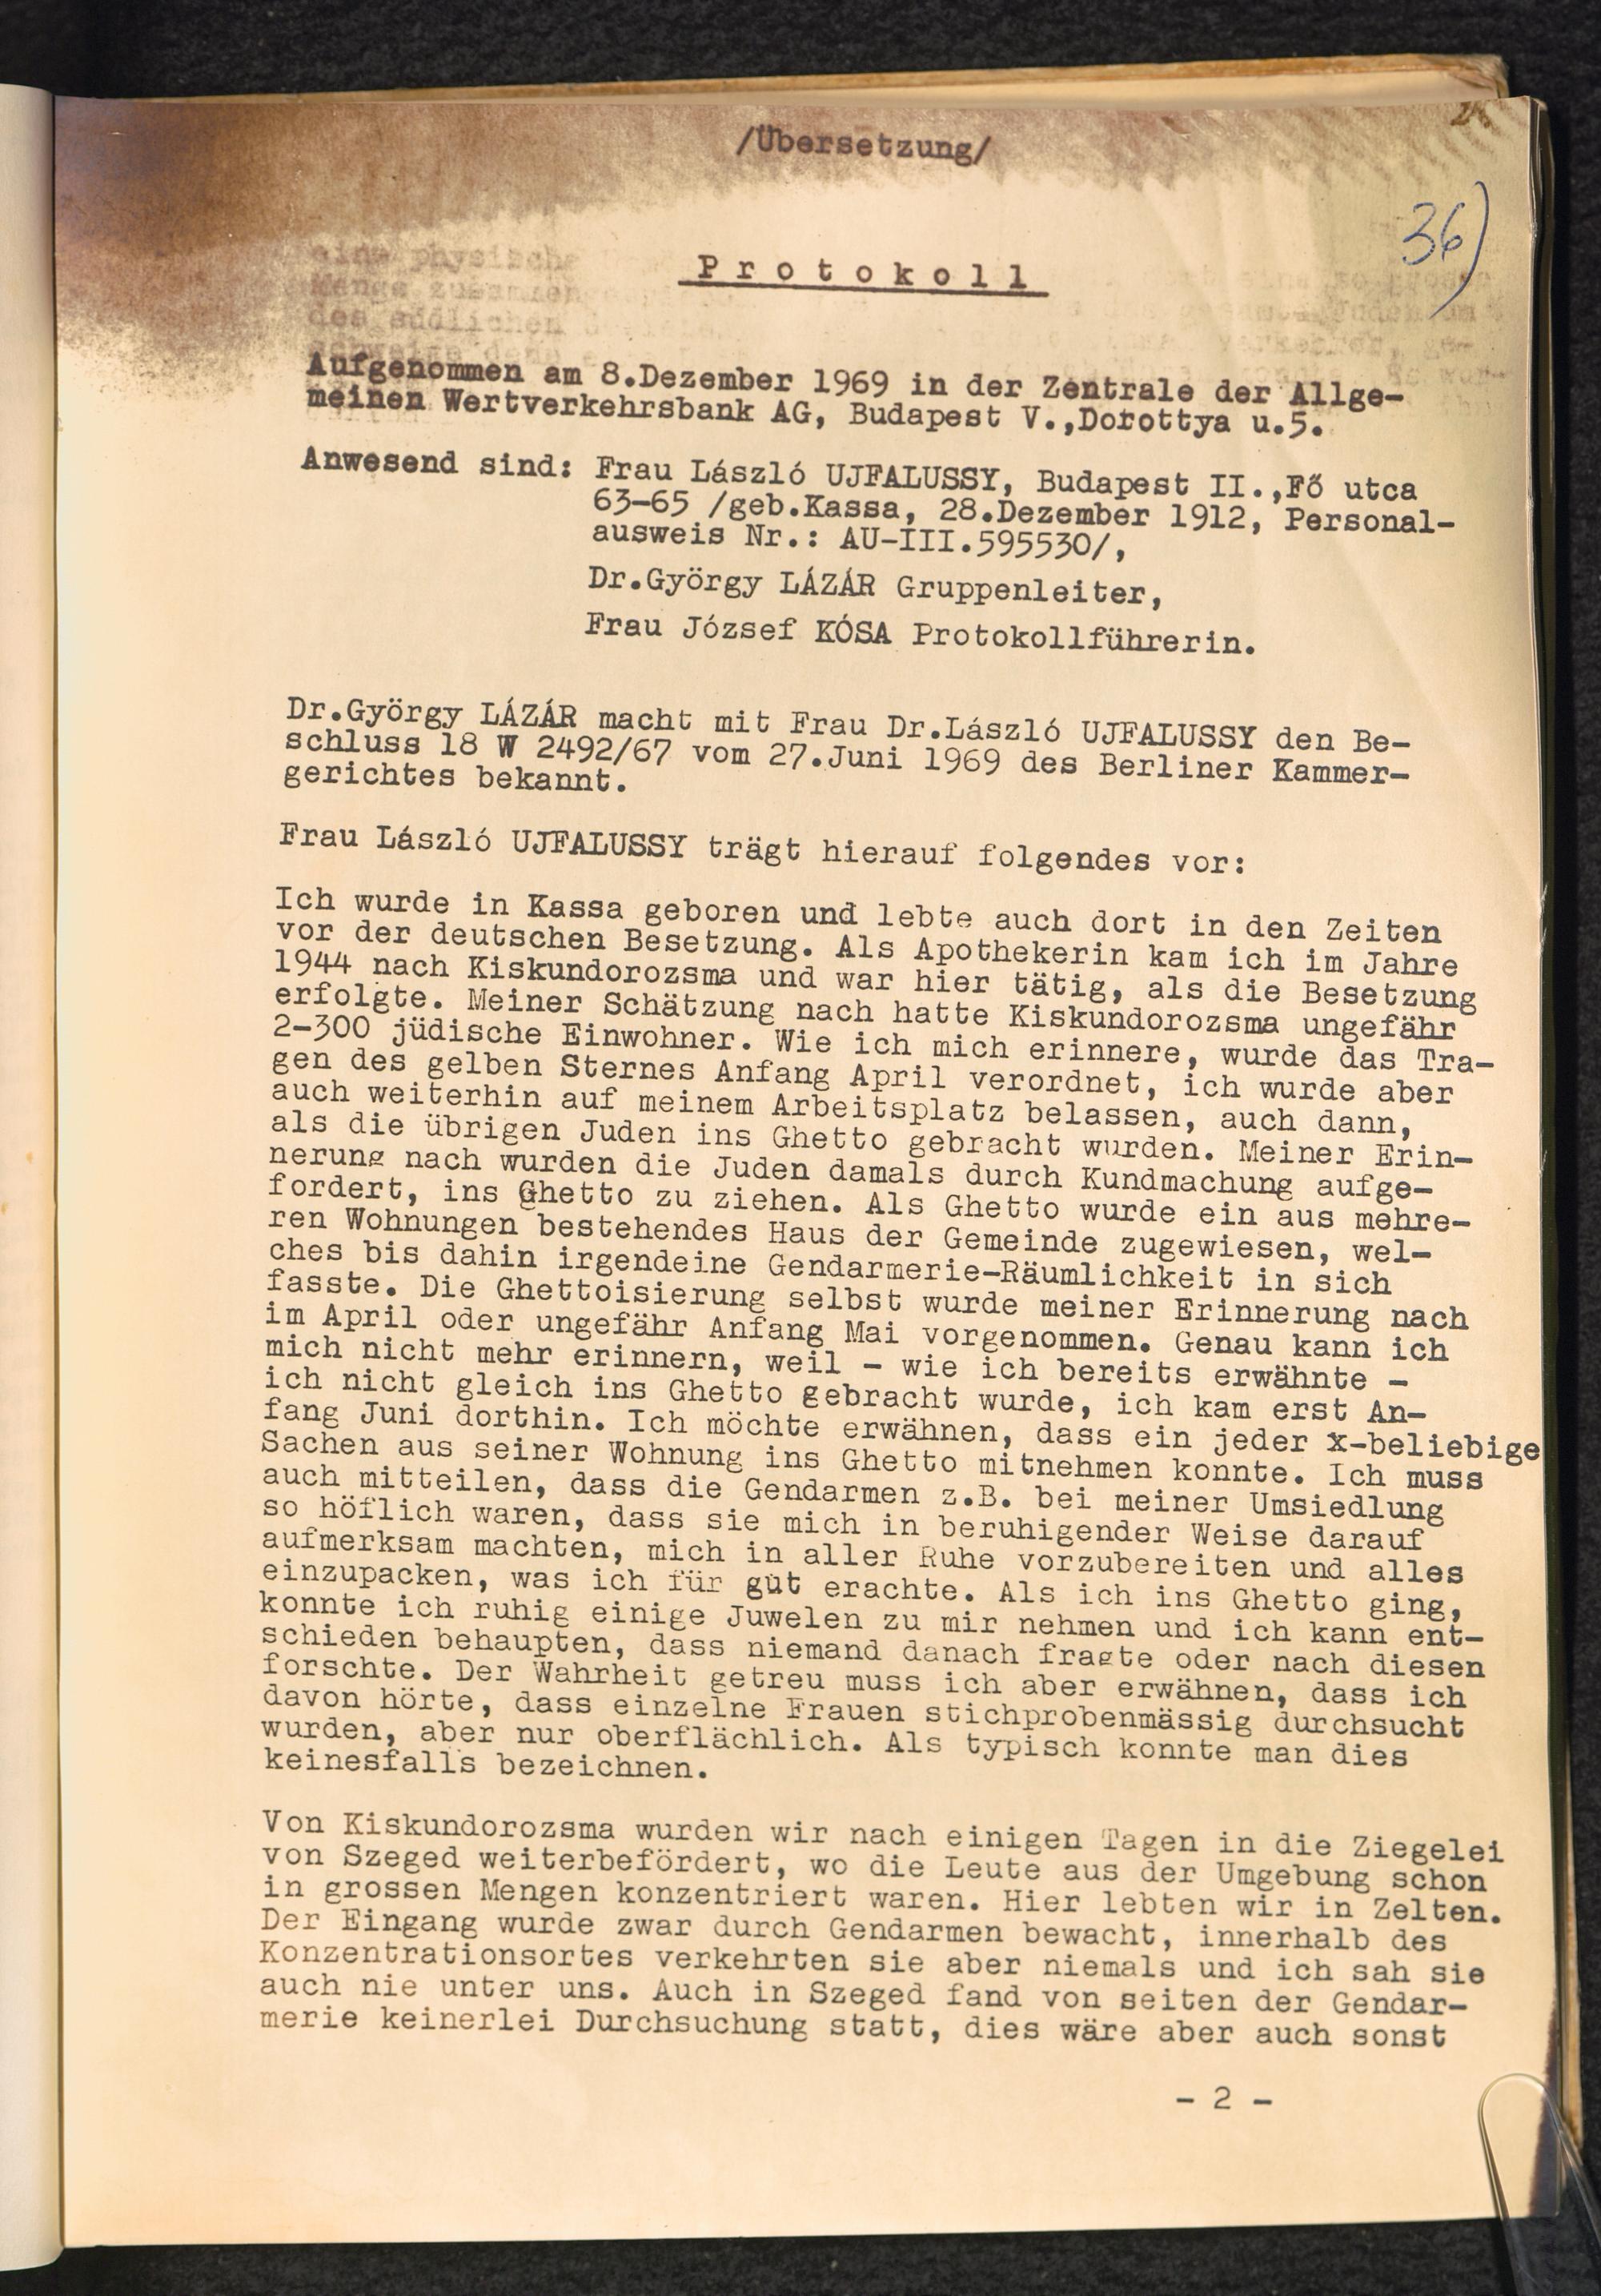 /Übersetzung/
36)
Protokoll
Aufgenommen am 8.Dezember 1969 in der Zentrale der Allge-
meinen Wertverkehrsbank AG, Budapest V.,Dorottya u.5.
Anwesend sind: Frau László UJFALUSSY, Budapest II.,Fő utca
63-65 /geb.Kassa, 28.Dezember 1912, Personal-
ausweis Nr.: AU-III.595530/,
Dr.György LÁZÁR Gruppenleiter,
Frau József KÓSA Protokollführerin.
Dr.György LÁZÁR macht mit Frau Dr.László UJFALUSSY den Be-
schluss 18 W 2492/67 vom 27.Juni 1969 des Berliner Kammer-
gerichtes bekannt.
Frau László UJFALUSSY trägt hierauf folgendes vor:
Ich wurde in Kassa geboren und lebte auch dort in den Zeiten
vor der deutschen Besetzung. Als Apothekerin kam ich im Jahre
1944 nach Kiskundorozsma und war hier tätig, als die Besetzung
erfolgte. Meiner Schätzung nach hatte Kiskundorozsma ungefähr
2-300 jüdische Einwohner. Wie ich mich erinnere, wurde das Tra-
gen des gelben Sternes Anfang April verordnet, ich wurde aber
auch weiterhin auf meinem Arbeitsplatz belassen, auch dann,
als die übrigen Juden ins Ghetto gebracht wurden. Meiner Erin-
nerung nach wurden die Juden damals durch Kundmachung aufge-
fordert, ins Ghetto zu ziehen. Als Ghetto wurde ein aus mehre-
ren Wohnungen bestehendes Haus der Gemeinde zugewiesen, wel-
ches bis dahin irgendeine Gendarmerie-Räumlichkeit in sich
fasste. Die Ghettoisierung selbst wurde meiner Erinnerung nach
im April oder ungefähr Anfang Mai vorgenommen. Genau kann ich
mich nicht mehr erinnern, weil - wie ich bereits erwähnte -
ich nicht gleich ins Ghetto gebracht wurde, ich kam erst An-
fang Juni dorthin. Ich möchte erwähnen, dass ein jeder x-beliebige
Sachen aus seiner Wohnung ins Ghetto mitnehmen konnte. Ich muss
auch mitteilen, dass die Gendarmen z.B. bei meiner Umsiedlung
so höflich waren, dass sie mich in beruhigender Weise darauf
aufmerksam machten, mich in aller Ruhe vorzubereiten und alles
einzupacken, was ich für gut erachte. Als ich ins Ghetto ging,
konnte ich ruhig einige Juwelen zu mir nehmen und ich kann ent-
schieden behaupten, dass niemand danach fragte oder nach diesen
forschte. Der Wahrheit getreu muss ich aber erwähnen, dass ich
davon hörte, dass einzelne Frauen stichprobenmässig durchsucht
wurden, aber nur oberflächlich. Als typisch konnte man dies
keinesfalls bezeichnen.
Von Kiskundorozsma wurden wir nach einigen Tagen in die Ziegelei
von Szeged weiterbefördert, wo die Leute aus der Umgebung schon
in grossen Mengen konzentriert waren. Hier lebten wir in Zelten.
Der Eingang wurde zwar durch Gendarmen bewacht, innerhalb des
Konzentrationsortes verkehrten sie aber niemals und ich sah sie
auch nie unter uns. Auch in Szeged fand von seiten der Gendar-
merie keinerlei Durchsuchung statt, dies wäre aber auch sonst
- 2 -